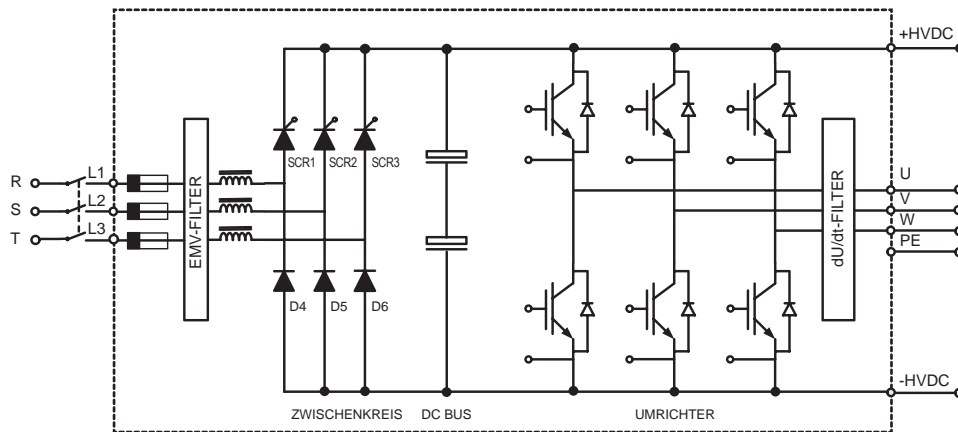 +HVDC
SCR1
SCR2
SCR3
R
L1
S
L2
T
L3
EMV-FILTER
dU/dt-FILTER
U
V
W
PE
D4
D5
D6
-HVDC
ZWISCHENKREIS
DC BUS
UMRICHTER